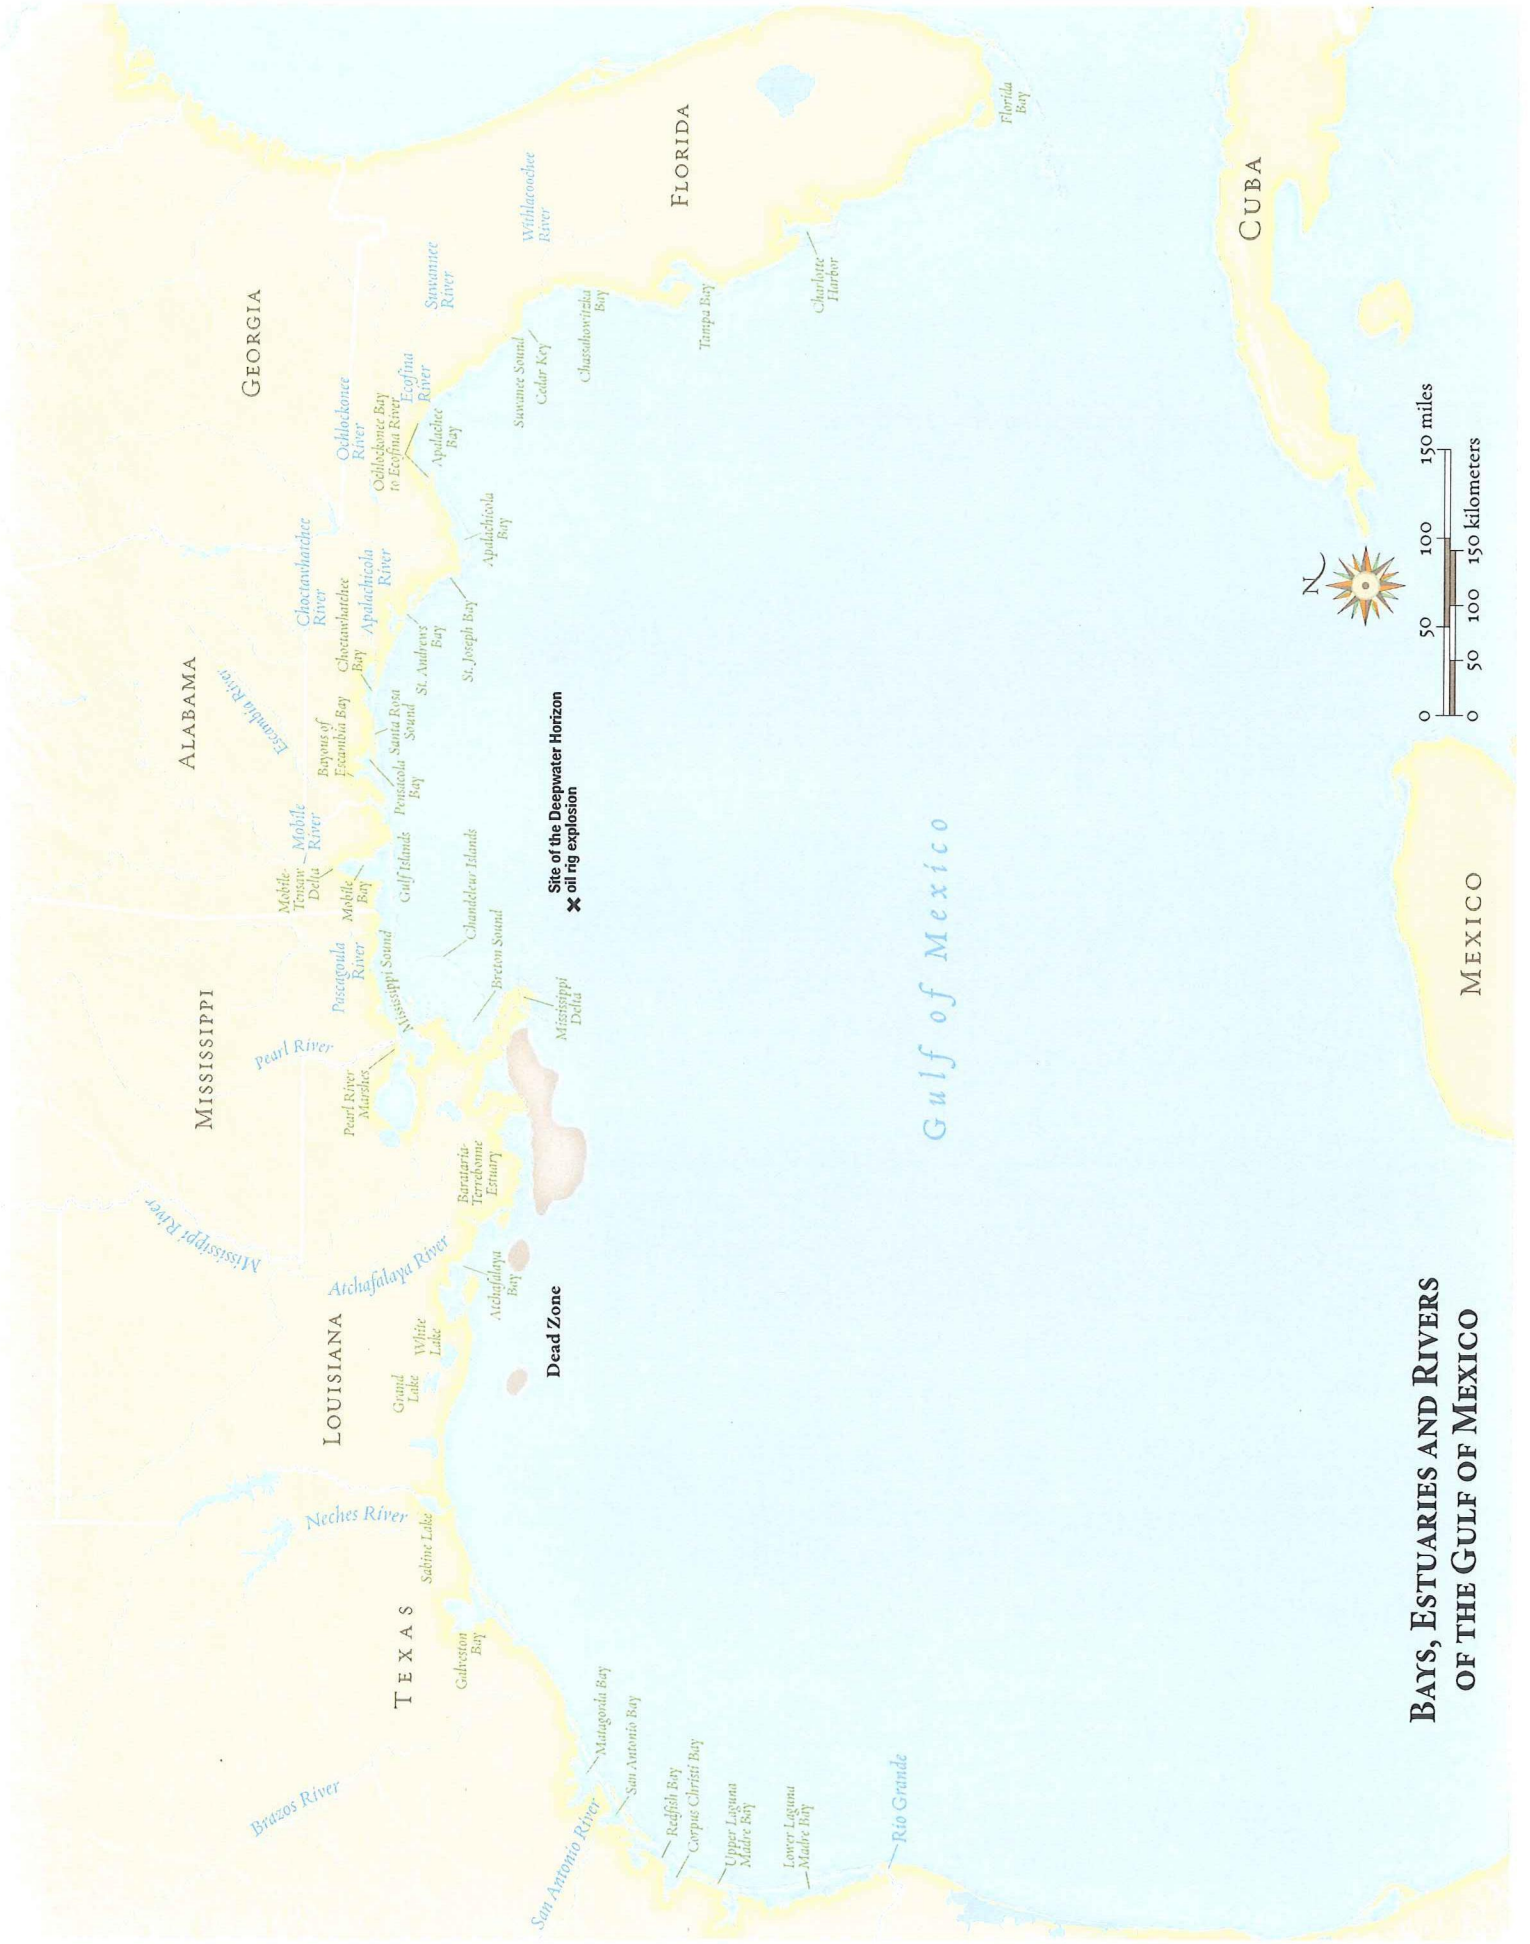 BAYS, ESTUARIES AND RIVERS
OF THE GULF OF MEXICO
TEXAS
LOUISIANA
MISSISSIPPI
ALABAMA
GEORGIA
FLORIDA
CUBA
MEXICO
Gulf of Mexico
Brazos River
San Antonio River
Neches River
Atchafalaya River
Mississippi River
Pearl River
Pascagoula
River
Mobile
River
Escambia River
Choctawhatchee
River
Apalachicola
River
Ochlockonee
River
Ecofina
River
Suwannee
River
Withlacoochee
River
Rio Grande
Lower Laguna
Madre Bay
Upper Laguna
Madre Bay
Corpus Christi Bay
Redfish Bay
San Antonio Bay
Matagorda Bay
Galveston
Bay
Sabine Lake
Grand
Lake
White
Lake
Atchafalaya
Bay
Barataria-
Terrebonne
Estuary
Pearl River
Marshes
Mississippi
Delta
Breton Sound
Chandeleur Islands
Mississippi Sound
Gulf Islands
Mobile-
Tensaw
Delta
Mobile
Bay
Bayous of
Escambia Bay
Pensacola
Bay
Santa Rosa
Sound
Choctawhatchee
Bay
St. Andrews
Bay
St. Joseph Bay
Apalachicola
Bay
Ochlockonee Bay
to Ecofina River
Apalachee
Bay
Suwanee Sound
Cedar Key
Chassahowitzka
Bay
Tampa Bay
Charlotte
Harbor
Florida
Bay
Dead Zone
Site of the Deepwater Horizon
oil rig explosion
N
0 50 100 150 miles
0 50 100 150 kilometers